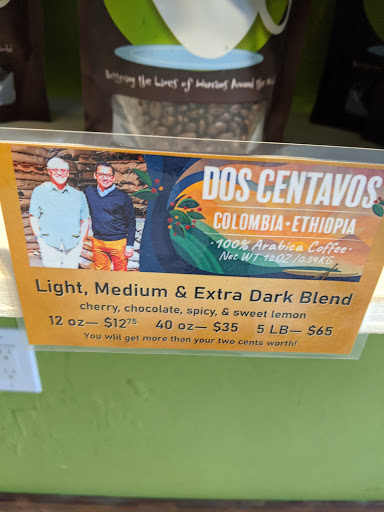 Bettering the Lives of Humans Around the
DOS CENTAVOS
COLOMBIA • ETHIOPIA
• 100% Arabica Coffee •
Net WT 12OZ /0.34KG
Light, Medium & Extra Dark Blend
cherry, chocolate, spicy, & sweet lemon
12 oz— $12.75 40 oz— $35 5 LB— $65
You will get more then your two cents worth!